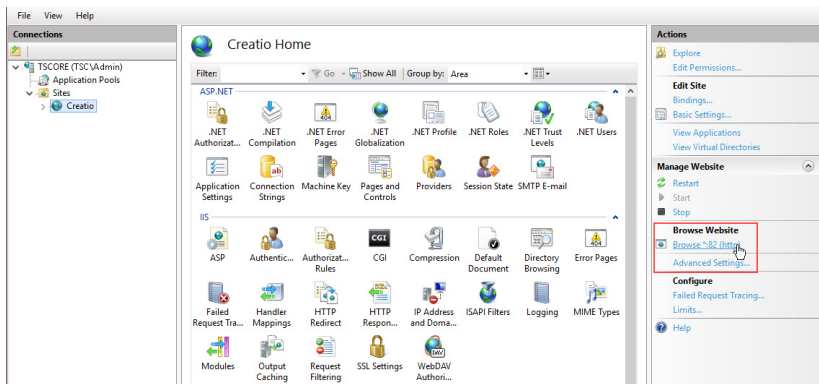 File View Help
Connections
TSCORE (TSC\Admin)
Application Pools
Sites
Creatio
Creatio Home
Filter: Go Show All Group by: Area
ASP.NET
.NET Authorizat...
.NET Compilation
.NET Error Pages
.NET Globalization
.NET Profile
.NET Roles
.NET Trust Levels
.NET Users
Application Settings
Connection Strings
Machine Key
Pages and Controls
Providers
Session State
SMTP E-mail
IIS
ASP
Authentic...
Authorizat... Rules
CGI
Compression
Default Document
Directory Browsing
Error Pages
Failed Request Tra...
Handler Mappings
HTTP Redirect
HTTP Respon...
IP Address and Doma...
ISAPI Filters
Logging
MIME Types
Modules
Output Caching
Request Filtering
SSL Settings
WebDAV Authori...
Actions
Explore
Edit Permissions...
Edit Site
Bindings...
Basic Settings...
View Applications
View Virtual Directories
Manage Website
Restart
Start
Stop
Browse Website
Browse *:82 (http)
Advanced Settings...
Configure
Failed Request Tracing...
Limits...
Help